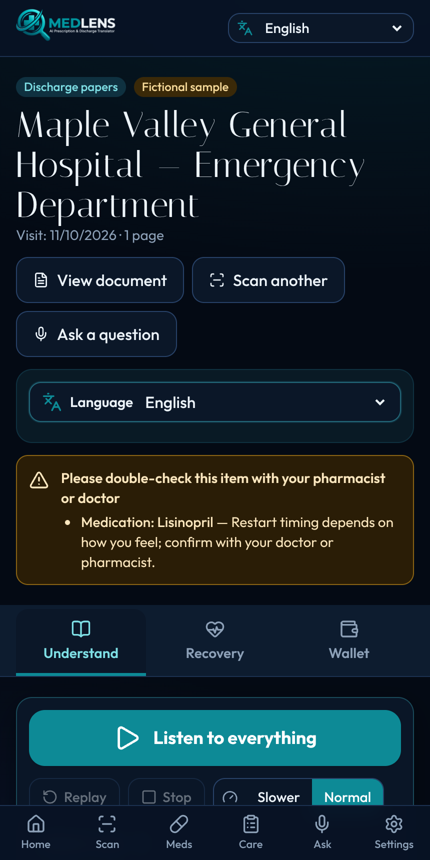 MEDLENS
AI Prescription & Discharge Translator
English
Discharge papers
Fictional sample
Maple Valley General
Hospital — Emergency
Department
Visit: 11/10/2026 · 1 page
View document
Scan another
Ask a question
Language English
Please double-check this item with your pharmacist
or doctor
• Medication: Lisinopril — Restart timing depends on
how you feel; confirm with your doctor or
pharmacist.
Understand
Recovery
Wallet
Listen to everything
Replay
Stop
Slower
Normal
Home
Scan
Meds
Care
Ask
Settings